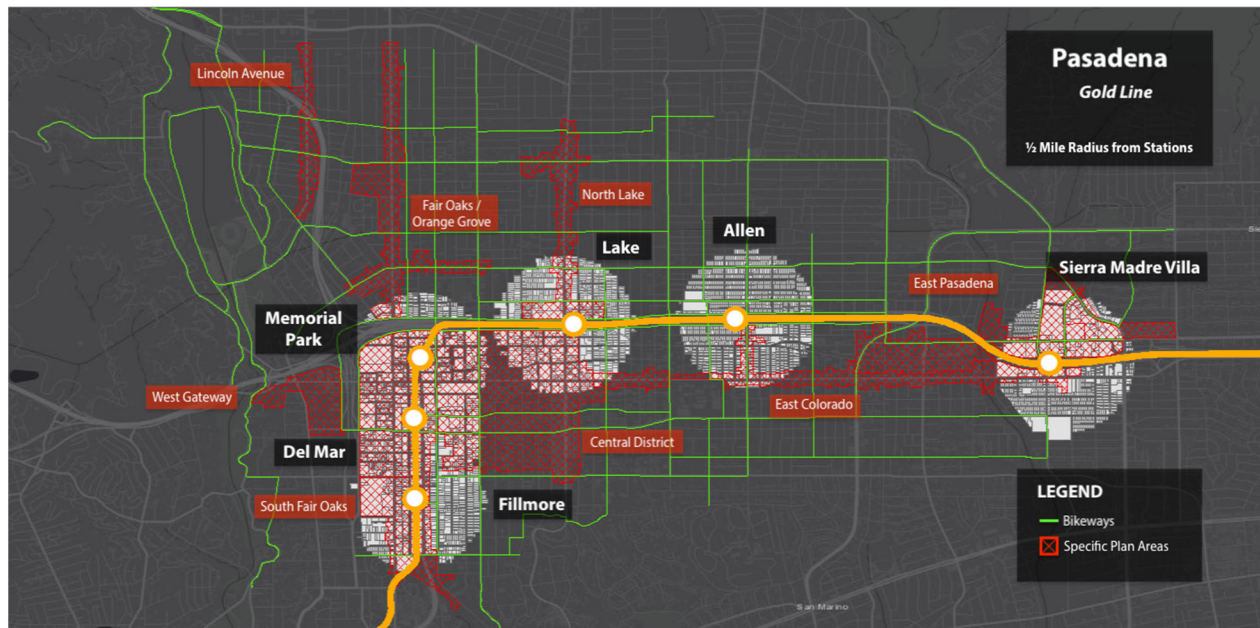 Pasadena
Gold Line
½ Mile Radius from Stations
Lincoln Avenue
Fair Oaks /
Orange Grove
North Lake
Lake
Allen
Sierra Madre Villa
East Pasadena
Memorial
Park
West Gateway
East Colorado
Del Mar
Central District
South Fair Oaks
Fillmore
LEGEND
Bikeways
Specific Plan Areas
San Marino